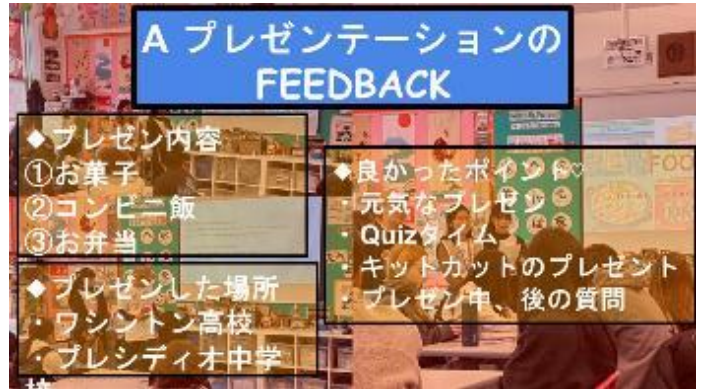 A プレゼンテーションの
FEEDBACK
◆プレゼン内容
①お菓子
②コンビニ飯
③お弁当
◆プレゼンした場所
・ワシントン高校
・プレシディオ中学
校
◆良かったポイント♡
・元気なプレゼン
・Quizタイム
・キットカットのプレゼント
・プレゼン中、後の質問